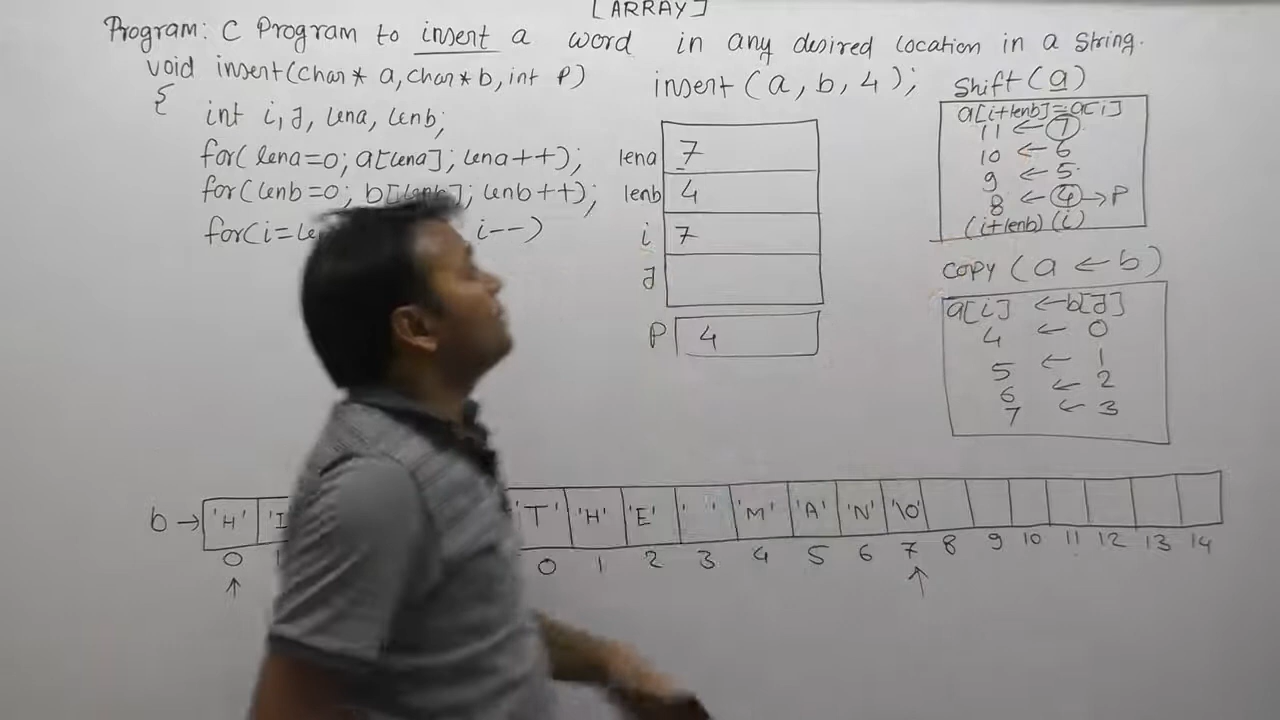 [ARRAY]
Program: C Program to insert a word in any desired location in a string.
void insert(char* a, char* b, int P)
{
int i, J, lena, lenb;
for( lena=0; a[lena]; lena++);
for( lenb=0; b[lenb]; lenb++);
for(i=le i--)
insert (a, b, 4);
lena 7
lenb 4
i 7
J
P 4
Shift (a)
a[i+lenb]=a[i]
11 ← 7
10 ← 6
9 ← 5
8 ← 4 → P
(i+lenb) (i)
copy (a ← b)
a[i] ← b[J]
4 ← 0
5 ← 1
6 ← 2
7 ← 3
b → 'H' 'I
0 1
↑
'T' 'H' 'E' ' ' 'M' 'A' 'N' '\0'
0 1 2 3 4 5 6 7 8 9 10 11 12 13 14
↑